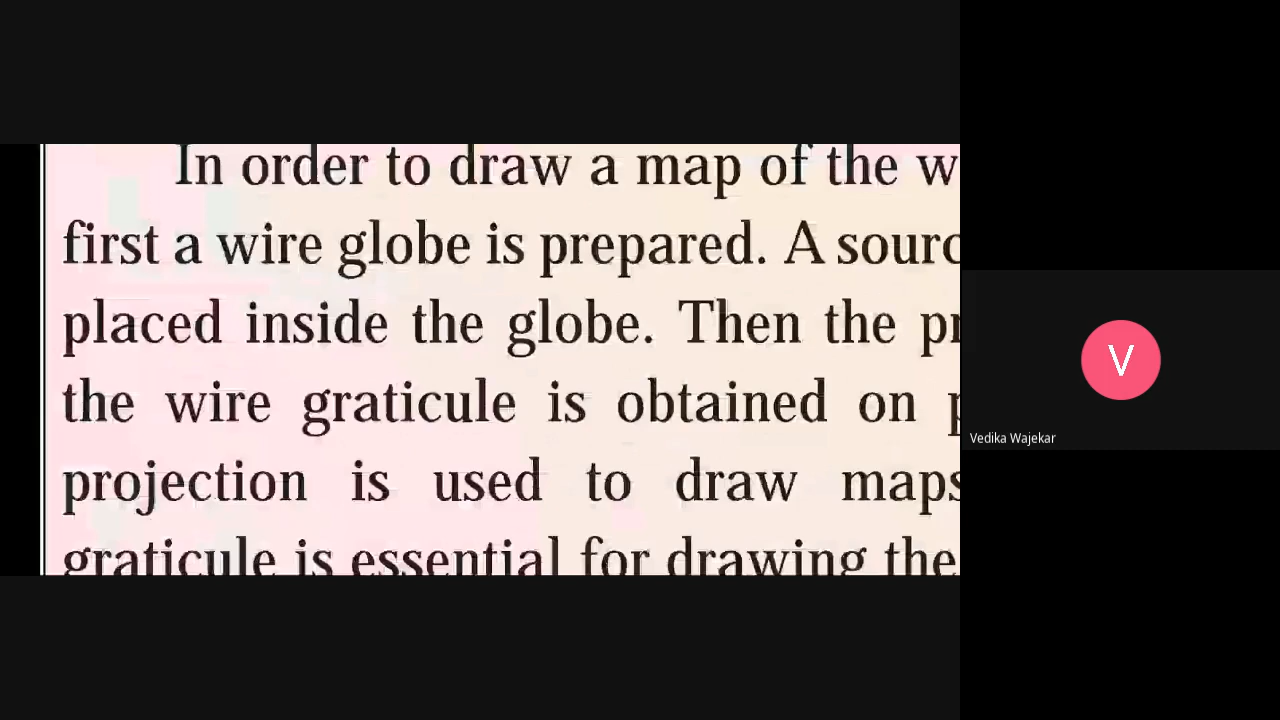 In order to draw a map of the w
first a wire globe is prepared. A sourc
placed inside the globe. Then the pr
the wire graticule is obtained on p
projection is used to draw maps
graticule is essential for drawing the
V
Vedika Wajekar